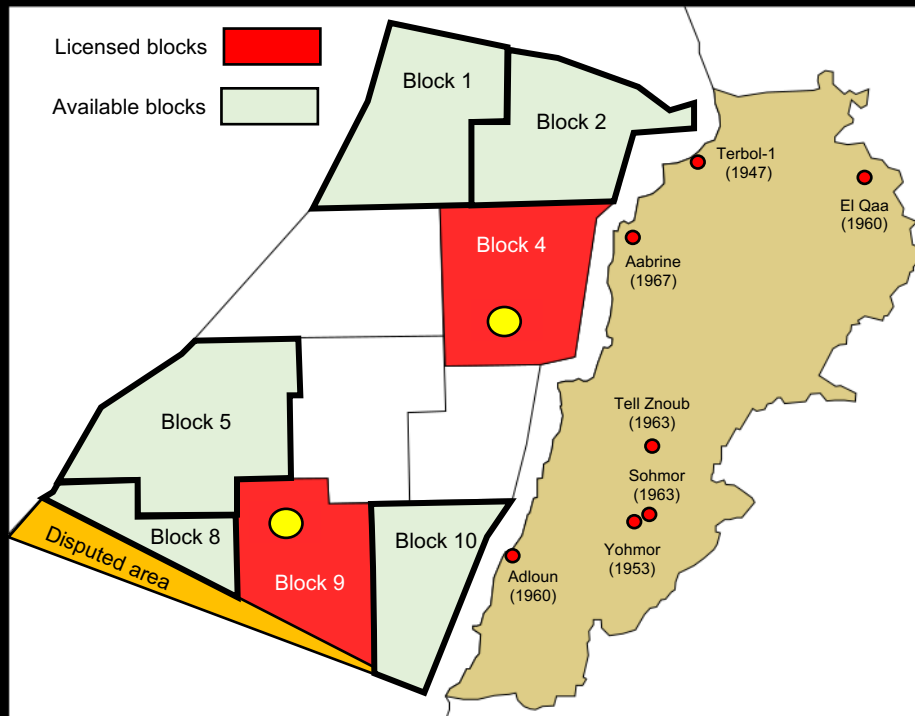 Licensed blocks
Available blocks
Block 1
Block 2
Terbol-1
(1947)
El Qaa
(1960)
Block 4
Aabrine
(1967)
Tell Znoub
(1963)
Block 5
Sohmor
(1963)
Block 8
Block 10
Yohmor
(1953)
Disputed area
Block 9
Adloun
(1960)